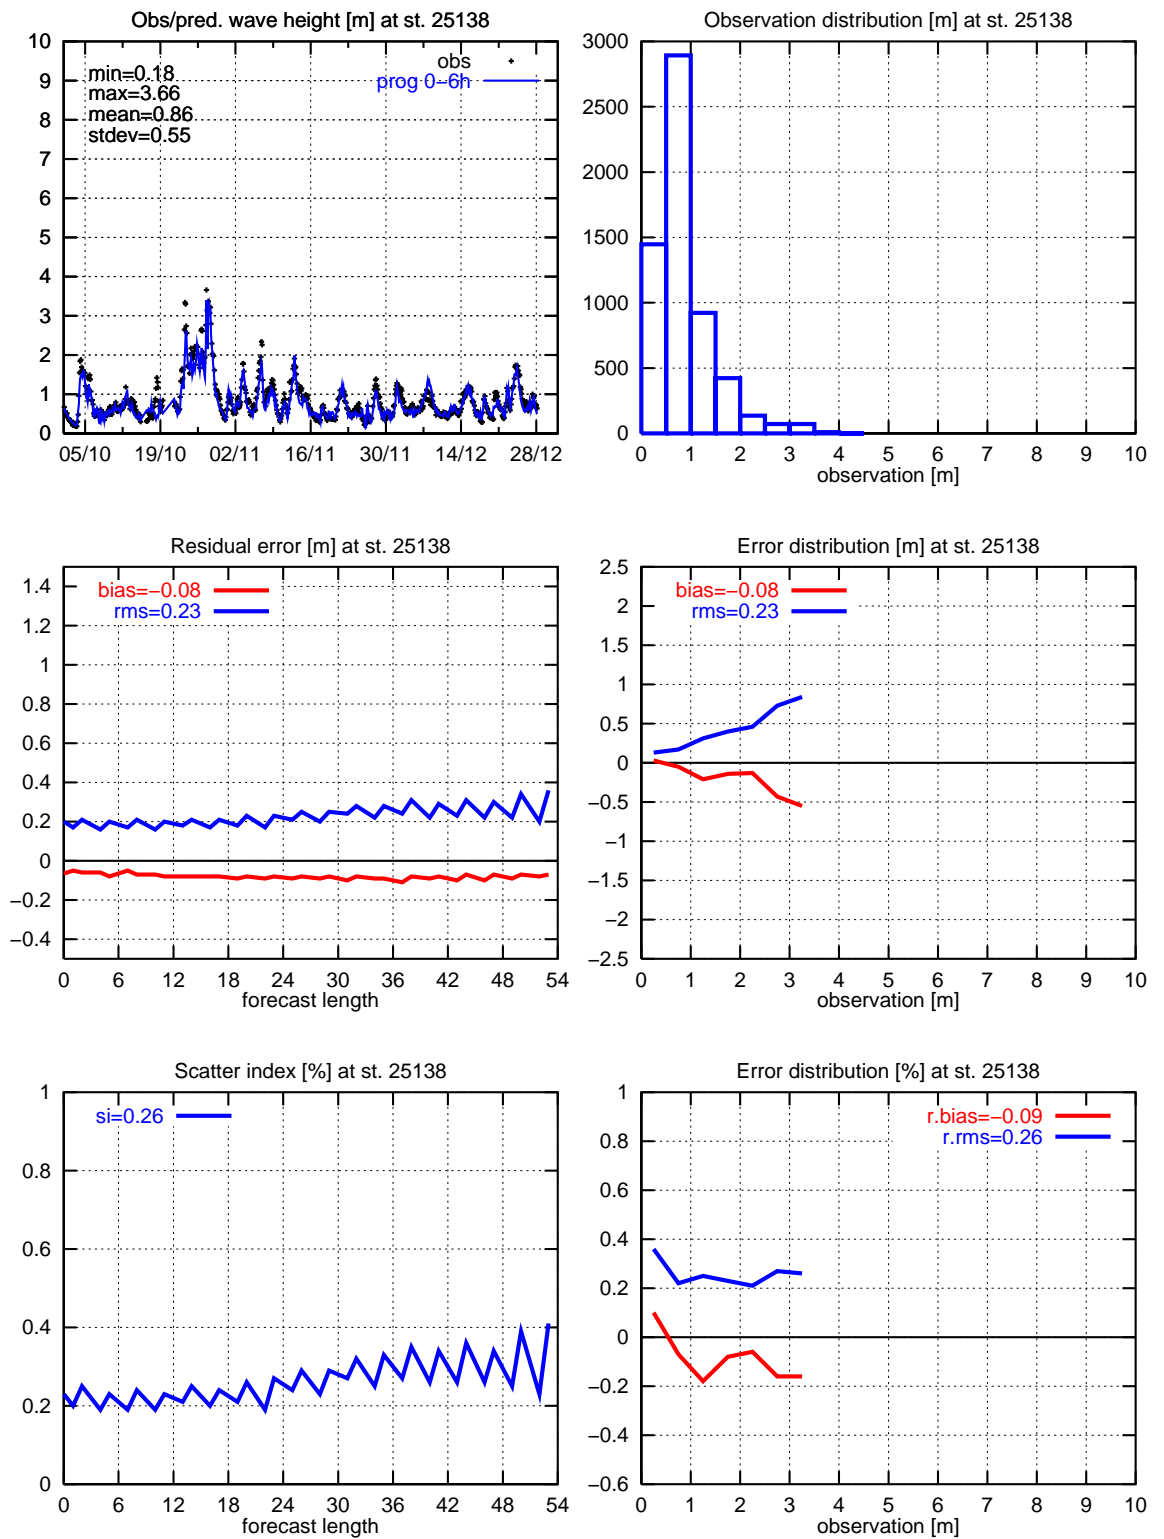 Obs/pred. wave height [m] at st. 25138
10
9
8
7
6
5
4
3
2
1
0
min=0.18
max=3.66
mean=0.86
stdev=0.55
obs
prog 0−6h
05/10 19/10 02/11 16/11 30/11 14/12 28/12
Observation distribution [m] at st. 25138
3000
2500
2000
1500
1000
500
0
0 1 2 3 4 5 6 7 8 9 10
observation [m]
Residual error [m] at st. 25138
bias=−0.08
rms=0.23
1.4
1.2
1
0.8
0.6
0.4
0.2
0
−0.2
−0.4
0 6 12 18 24 30 36 42 48 54
forecast length
Error distribution [m] at st. 25138
bias=−0.08
rms=0.23
2.5
2
1.5
1
0.5
0
−0.5
−1
−1.5
−2
−2.5
0 1 2 3 4 5 6 7 8 9 10
observation [m]
Scatter index [%] at st. 25138
si=0.26
1
0.8
0.6
0.4
0.2
0
0 6 12 18 24 30 36 42 48 54
forecast length
Error distribution [%] at st. 25138
r.bias=−0.09
r.rms=0.26
1
0.8
0.6
0.4
0.2
0
−0.2
−0.4
−0.6
0 1 2 3 4 5 6 7 8 9 10
observation [m]